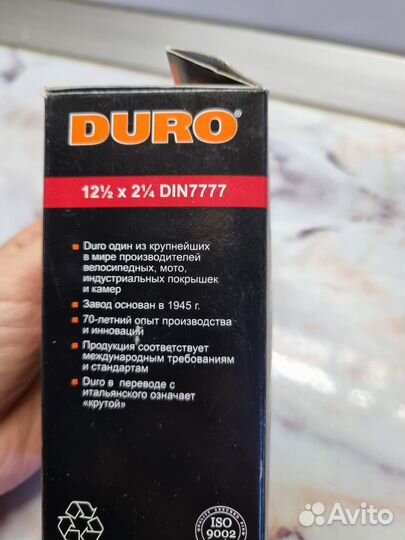 DURO®
12½ x 2¼ DIN7777
Duro один из крупнейших
в мире производителей
велосипедных, мото,
индустриальных покрышек
и камер
Завод основан в 1945 г.
70-летний опыт производства
и инноваций
Продукция соответствует
международным требованиям
и стандартам
Duro в переводе с
итальянского означает
«крутой»
ISO
9002
Avito